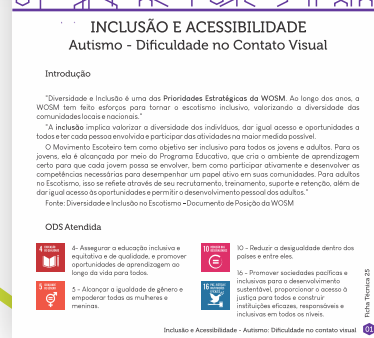 INCLUSÃO E ACESSIBILIDADE
Autismo - Dificuldade no Contato Visual
Introdução
"Diversidade e Inclusão é uma das Prioridades Estratégicas da WOSM. Ao longo dos anos, a
WOSM tem feito esforços para tornar o escotismo inclusivo, valorizando a diversidade das
comunidades locais e nacionais."
"A inclusão implica valorizar a diversidade dos indivíduos, dar igual acesso e oportunidades a
todos e ter cada pessoa envolvida e participar das atividades na maior medida possível.
O Movimento Escoteiro tem como objetivo ser inclusivo para todos os jovens e adultos. Para os
jovens, ela é alcançada por meio do Programa Educativo, que cria o ambiente de aprendizagem
certo para que cada jovem possa se envolver, bem como participar ativamente e desenvolver as
competências necessárias para desempenhar um papel ativo em suas comunidades. Para adultos
no Escotismo, isso se reflete através de seu recrutamento, treinamento, suporte e retenção, além de
dar igual acesso às oportunidades e permitir o desenvolvimento pessoal dos adultos."
Fonte: Diversidade e Inclusão no Escotismo - Documento de Posição da WOSM
ODS Atendida
4
4- Assegurar a educação inclusiva e
equitativa e de qualidade, e promover
oportunidades de aprendizagem ao
longo da vida para todos.
5
5 - Alcançar a igualdade de gênero e
empoderar todas as mulheres e
meninas.
10
10 - Reduzir a desigualdade dentro dos
países e entre eles.
16
16 - Promover sociedades pacíficas e
inclusivas para o desenvolvimento
sustentável, proporcionar o acesso à
justiça para todos e construir
instituições eficazes, responsáveis e
inclusivas em todos os níveis.
Ficha Técnica 25
Inclusão e Acessibilidade - Autismo: Dificuldade no contato visual
01